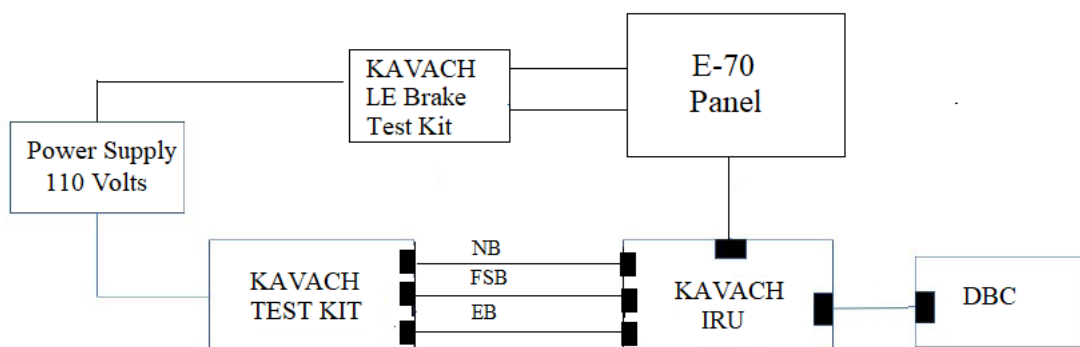 KAVACH
LE Brake
Test Kit
E-70
Panel
Power Supply
110 Volts
KAVACH
TEST KIT
NB
FSB
EB
KAVACH
IRU
DBC